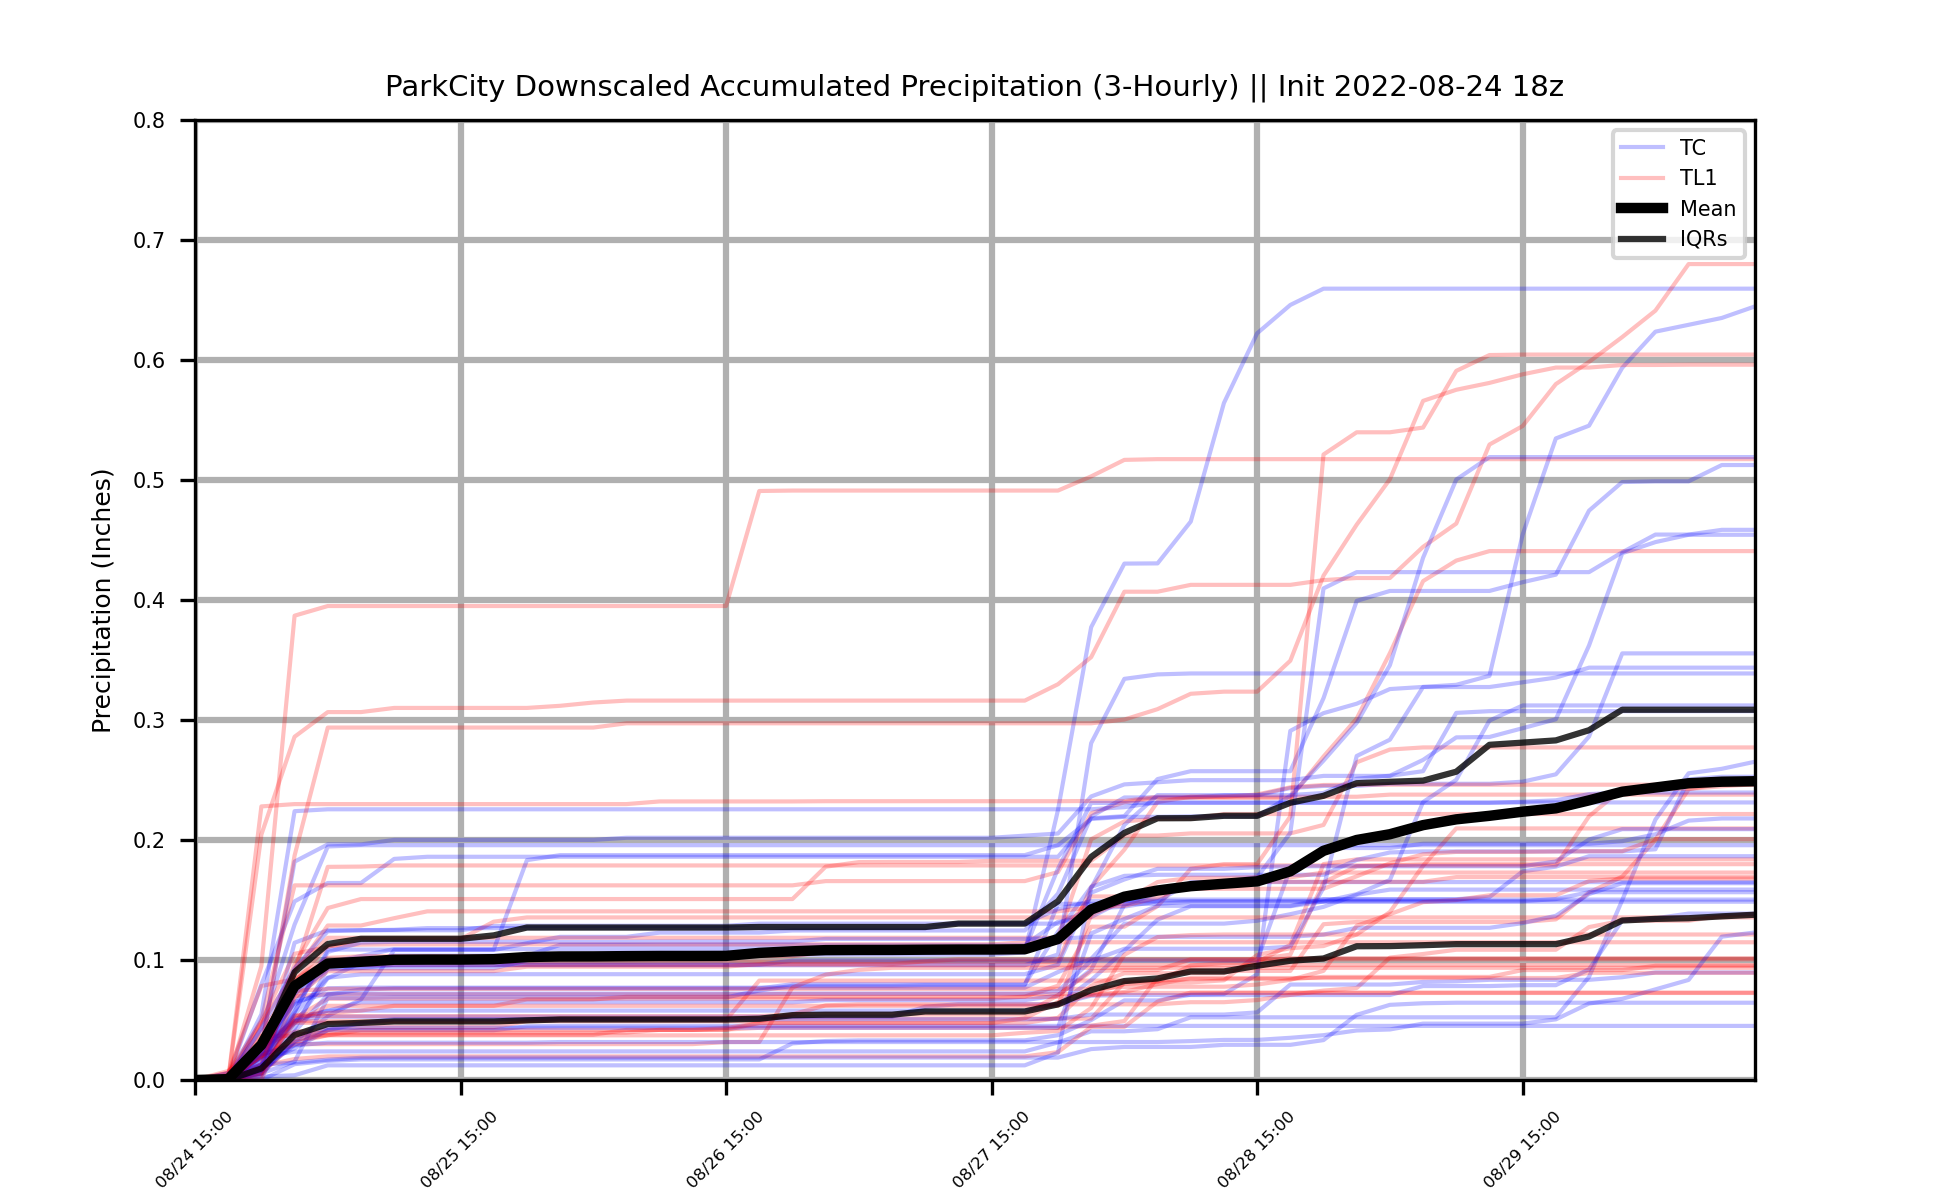 ParkCity Downscaled Accumulated Precipitation (3-Hourly) || Init 2022-08-24 18z
TC
TL1
Mean
IQRs
Precipitation (Inches)
0.8
0.7
0.6
0.5
0.4
0.3
0.2
0.1
0.0
08/24 15:00
08/25 15:00
08/26 15:00
08/27 15:00
08/28 15:00
08/29 15:00